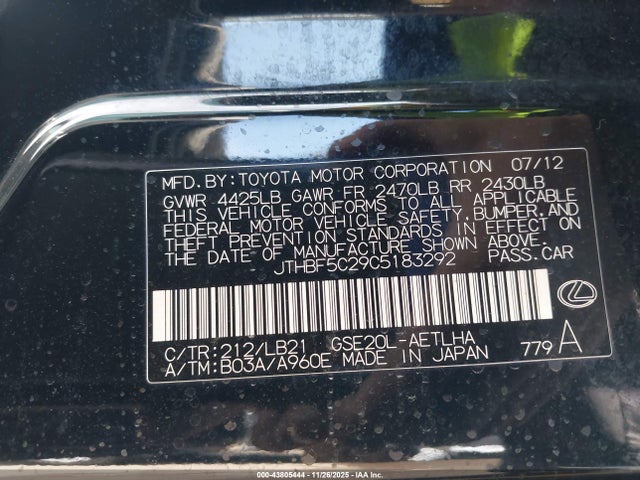 MFD. BY: TOYOTA MOTOR CORPORATION 07/12
GVWR 4425LB GAWR FR 2470LB RR 2430LB
THIS VEHICLE CONFORMS TO ALL APPLICABLE
FEDERAL MOTOR VEHICLE SAFETY, BUMPER, AND
THEFT PREVENTION STANDARDS IN EFFECT ON
THE DATE OF MANUFACTURE SHOWN ABOVE.
JTHBF5C29C5183292 PASS. CAR
C/TR: 212/LB21 GSE20L-AETLHA
A/TM: B03A/A960E MADE IN JAPAN 779 A
000-43805444 - 11/26/2025 - IAA Inc.